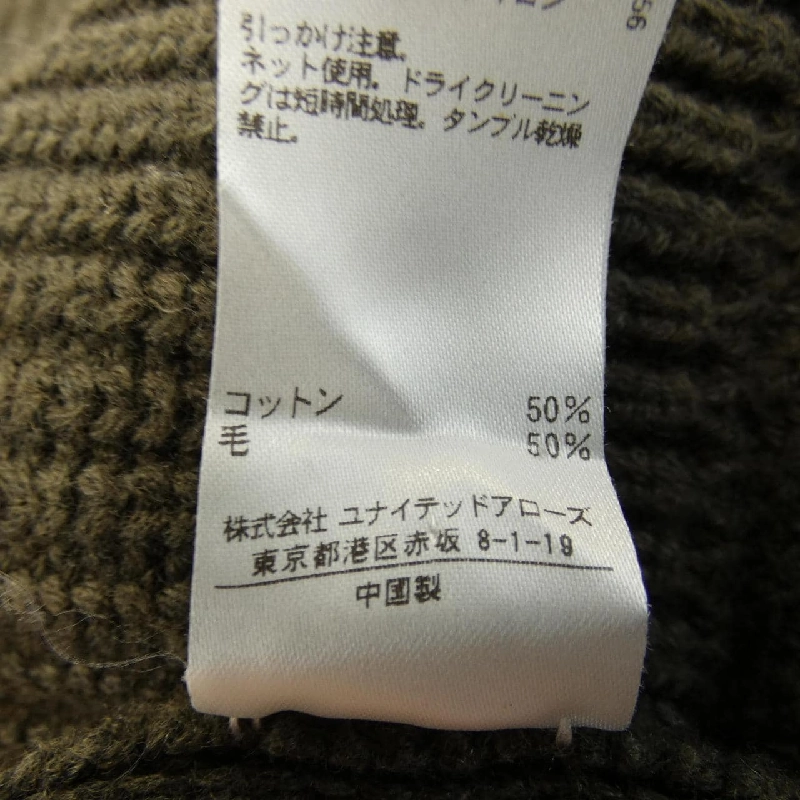 56
引っかけ注意。
ネット使用。ドライクリーニン
グは短時間処理。タンブル乾燥
禁止。
コットン 50%
毛 50%
株式会社 ユナイテッドアローズ
東京都港区赤坂 8-1-19
中国製